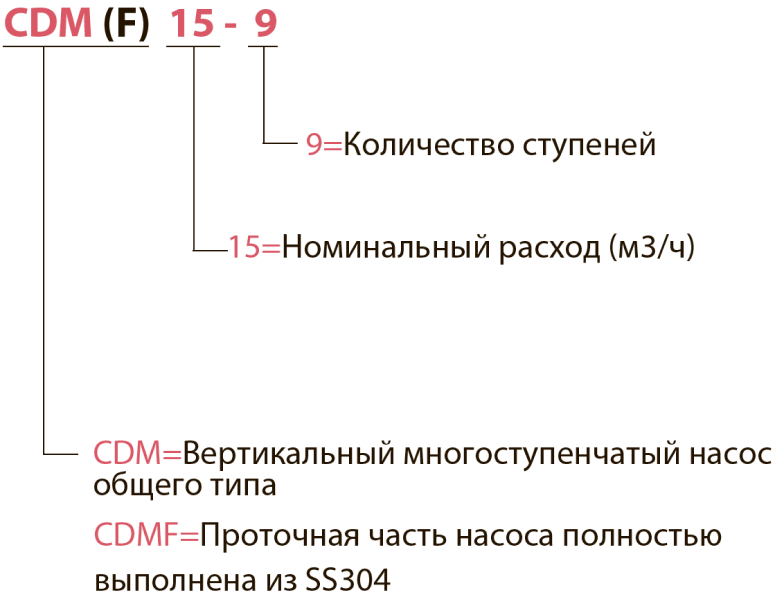 CDM (F) 15 - 9
9=Количество ступеней
15=Номинальный расход (м3/ч)
CDM=Вертикальный многоступенчатый насос
общего типа
CDMF=Проточная часть насоса полностью
выполнена из SS304